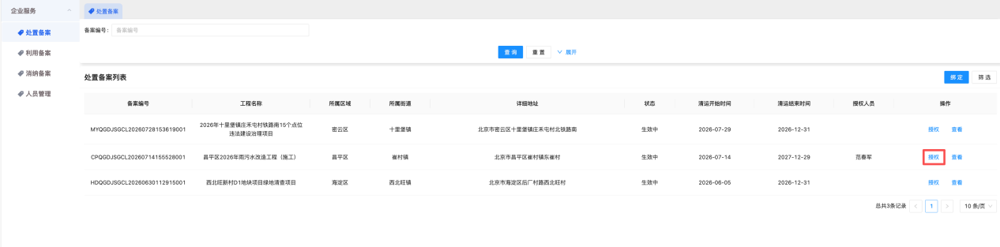 企业服务
处置备案
利用备案
消纳备案
人员管理
处置备案
备案编号: 备案编号
查 询 重 置 展开
处置备案列表
绑 定 筛 选
备案编号 工程名称 所属区域 所属街道 详细地址 状态 清运开始时间 清运结束时间 授权人员 操作
MYQGDJSGCL20260728153619001 2026年十里堡镇庄禾屯村铁路南15个点位违法建设治理项目 密云区 十里堡镇 北京市密云区十里堡镇庄禾屯村北铁路南 生效中 2026-07-29 2026-12-31 授权 查看
CPQGDJSGCL20260714155528001 昌平区2026年雨污水改造工程（施工） 昌平区 崔村镇 北京市昌平区崔村镇东崔村 生效中 2026-07-14 2027-12-29 范春军 授权 查看
HDQGDJSGCL20260630112915001 西北旺新村D1地块项目绿地清查项目 海淀区 西北旺镇 北京市海淀区后厂村路西北旺村 生效中 2026-06-05 2026-12-31 授权 查看
总共3条记录 < 1 > 10 条/页